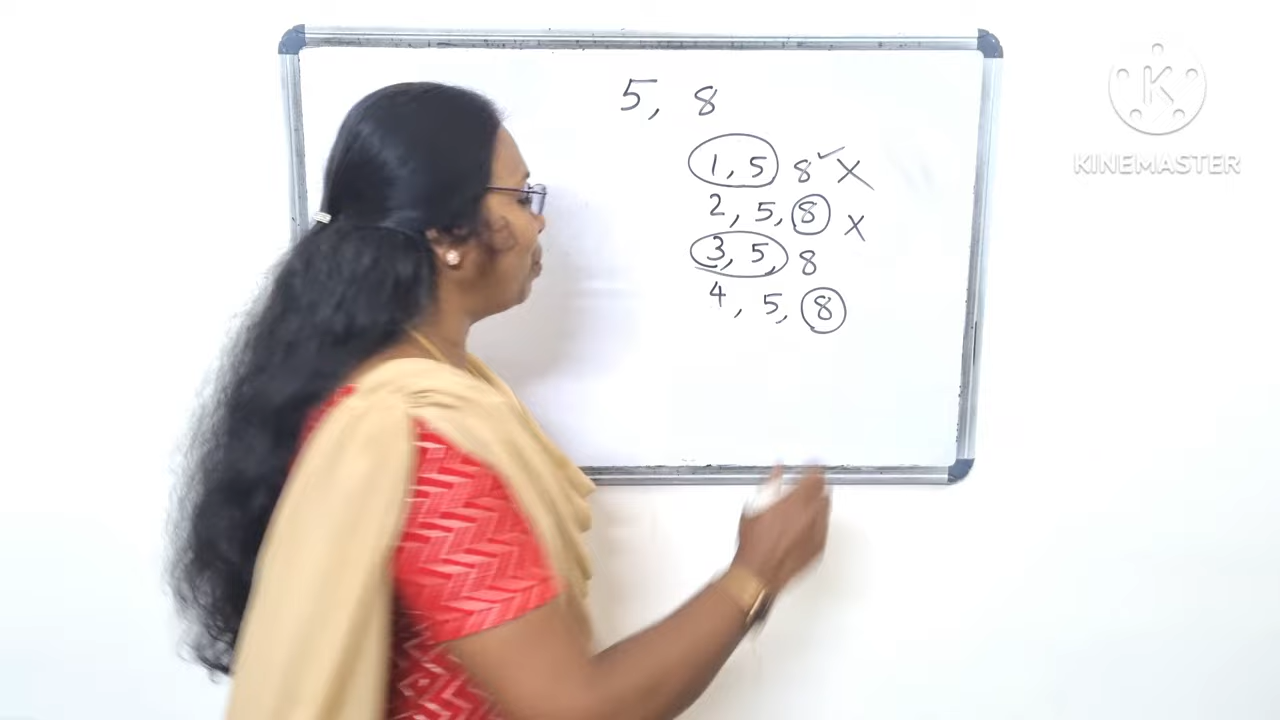 5, 8
1, 5 8 ✓ X
2, 5, 8 X
3, 5, 8
4, 5, 8
K
KINEMASTER